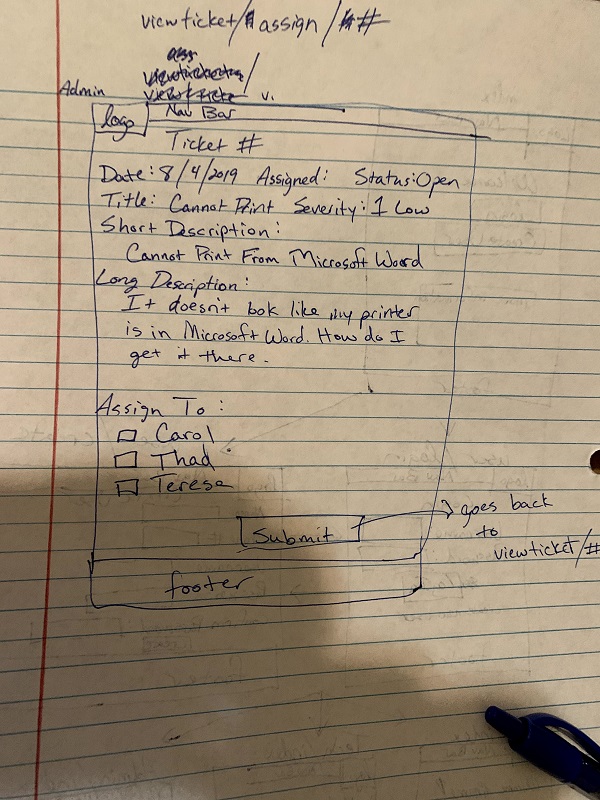 viewticket/assign/##
Admin
v.
logo Nav Bar
Ticket #
Date: 8/4/2019 Assigned: Status: Open
Title: Cannot Print Severity: 1 Low
Short Description:
Cannot Print From Microsoft Woord
Long Description:
It doesn't look like my printer
is in Microsoft Word. How do I
get it there.
Assign To:
Carol
Thad
Teresa
Submit
goes back
to
viewticket/#
footer